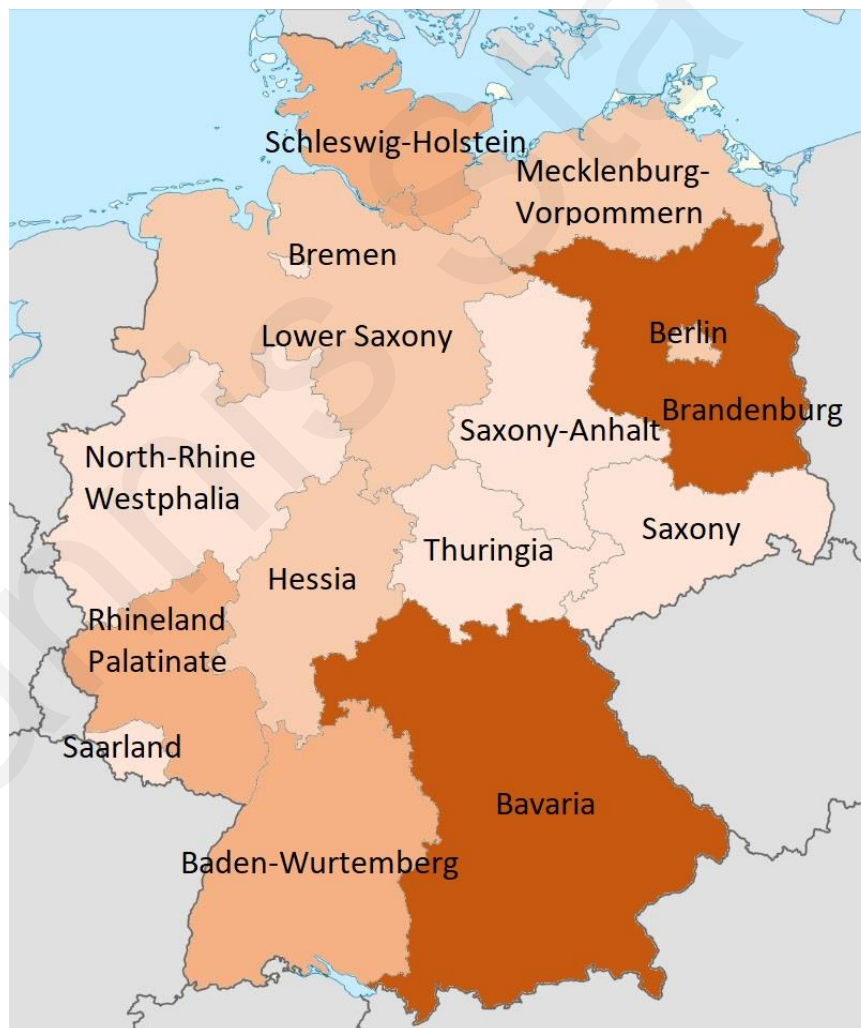 Schleswig-Holstein
Mecklenburg-
Vorpommern
Bremen
Lower Saxony
Berlin
Brandenburg
Saxony-Anhalt
North-Rhine
Westphalia
Saxony
Thuringia
Hessia
Rhineland
Palatinate
Saarland
Bavaria
Baden-Wurtemberg